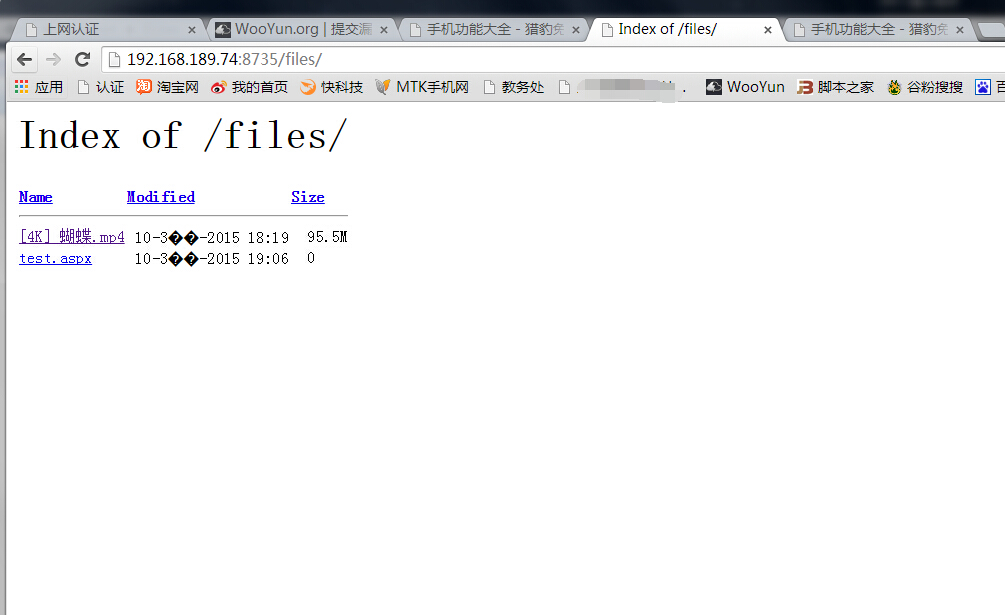 上网认证 WooYun.org | 提交漏 手机功能大全 - 猎豹免 Index of /files/ 手机功能大全 - 猎豹免
192.168.189.74:8735/files/
应用 认证 淘宝网 我的首页 快科技 MTK手机网 教务处 WooYun 脚本之家 谷粉搜搜 百
Index of /files/
Name Modified Size
[4K] 蝴蝶.mp4 10-3��-2015 18:19 95.5M
test.aspx 10-3��-2015 19:06 0